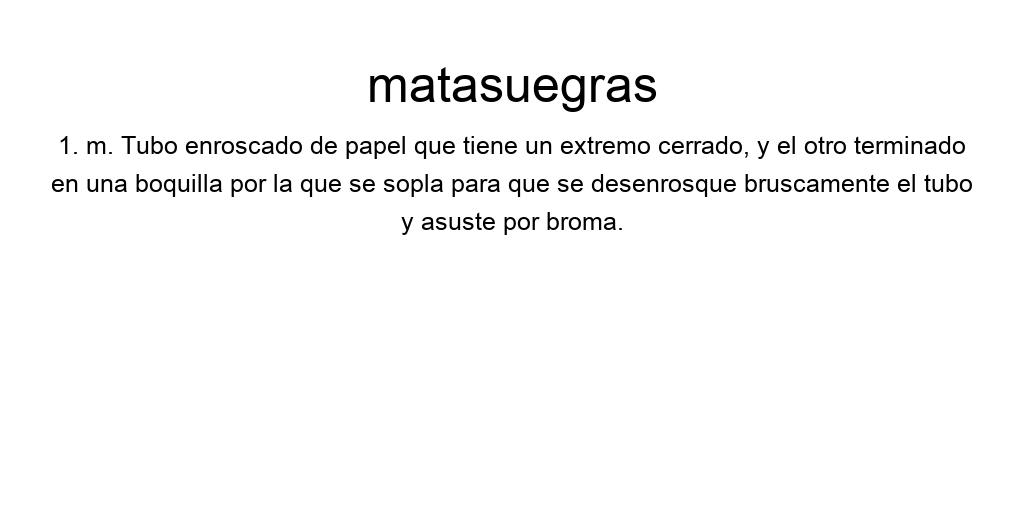 matasuegras
1. m. Tubo enroscado de papel que tiene un extremo cerrado, y el otro terminado
en una boquilla por la que se sopla para que se desenrosque bruscamente el tubo
y asuste por broma.